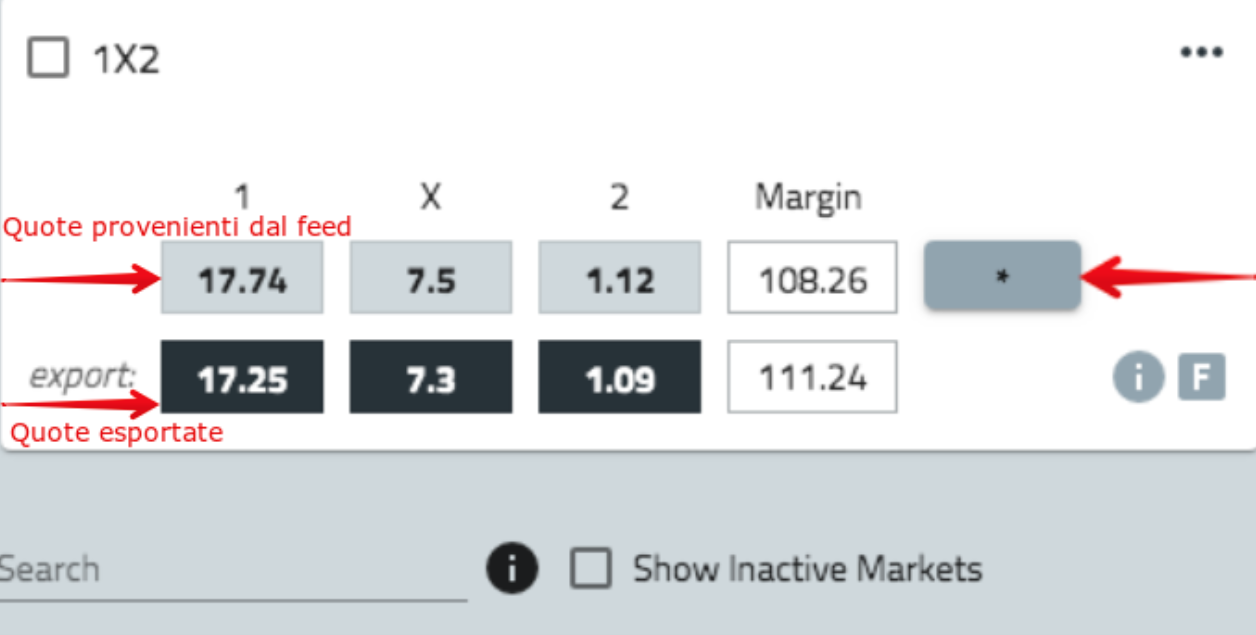 1X2
1 X 2 Margin
Quote provenienti dal feed
17.74 7.5 1.12 108.26 *
export: 17.25 7.3 1.09 111.24 i F
Quote esportate
Search i Show Inactive Markets